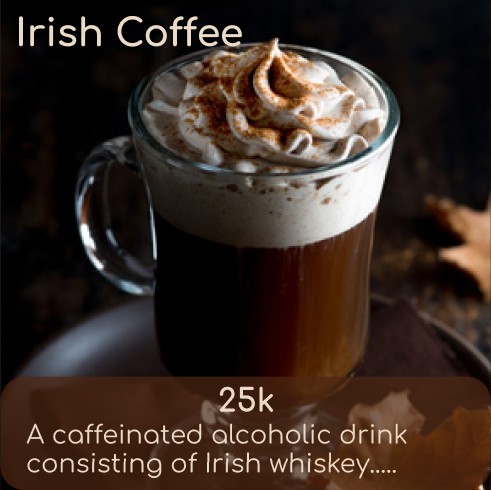 Irish Coffee
25k
A caffeinated alcoholic drink
consisting of Irish whiskey.....